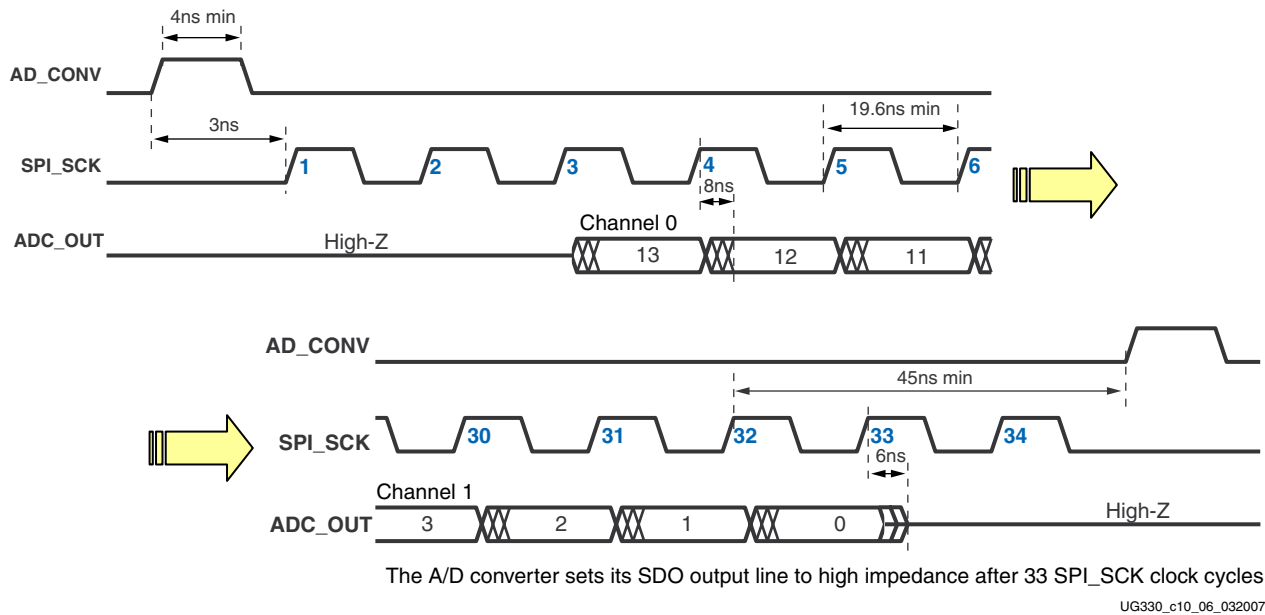 4ns min
AD_CONV
3ns
19.6ns min
SPI_SCK
1 2 3 4 5 6
8ns
Channel 0
ADC_OUT
High-Z
13 12 11
AD_CONV
45ns min
SPI_SCK
30 31 32 33 34
6ns
Channel 1
ADC_OUT
3 2 1 0
High-Z
The A/D converter sets its SDO output line to high impedance after 33 SPI_SCK clock cycles
UG330_c10_06_032007